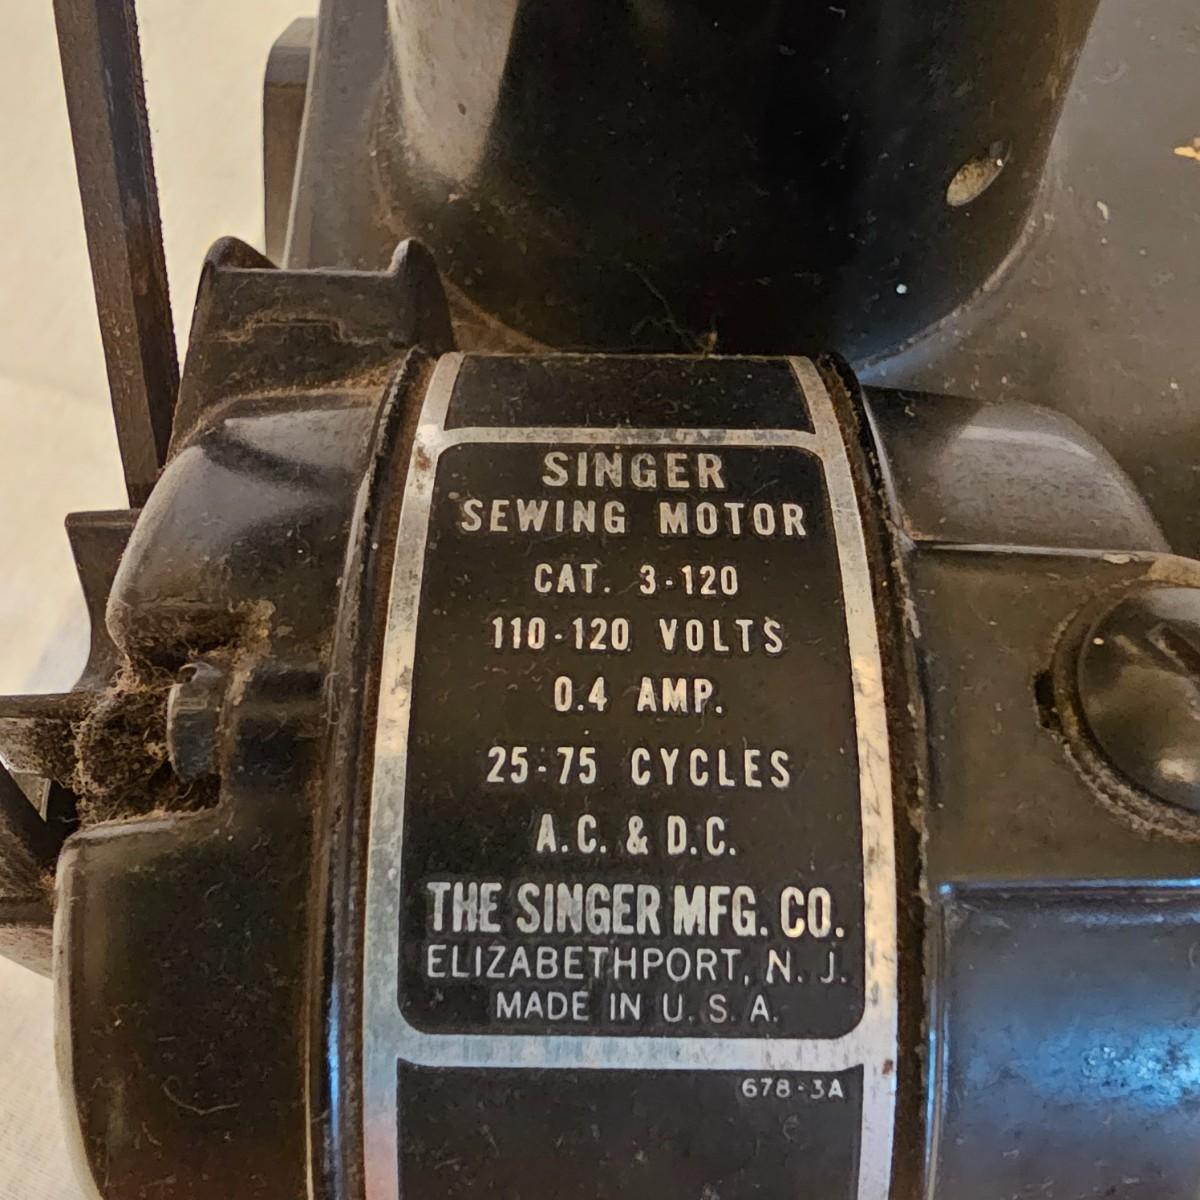 SINGER
SEWING MOTOR
CAT. 3-120
110-120 VOLTS
0.4 AMP.
25-75 CYCLES
A.C. & D.C.
THE SINGER MFG. CO.
ELIZABETHPORT, N. J.
MADE IN U. S. A.
678-3A